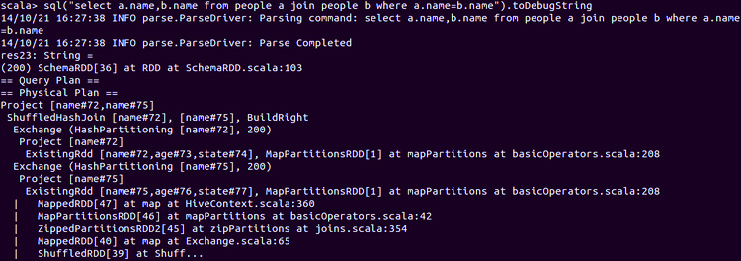 scala> sql("select a.name,b.name from people a join people b where a.name=b.name").toDebugString
14/10/21 16:27:38 INFO parse.ParseDriver: Parsing command: select a.name,b.name from people a join people b where a.name
=b.name
14/10/21 16:27:38 INFO parse.ParseDriver: Parse Completed
res23: String =
(200) SchemaRDD[36] at RDD at SchemaRDD.scala:103
== Query Plan ==
== Physical Plan ==
Project [name#72,name#75]
 ShuffledHashJoin [name#72], [name#75], BuildRight
  Exchange (HashPartitioning [name#72], 200)
   Project [name#72]
    ExistingRdd [name#72,age#73,state#74], MapPartitionsRDD[1] at mapPartitions at basicOperators.scala:208
  Exchange (HashPartitioning [name#75], 200)
   Project [name#75]
    ExistingRdd [name#75,age#76,state#77], MapPartitionsRDD[1] at mapPartitions at basicOperators.scala:208
  |   MappedRDD[47] at map at HiveContext.scala:360
  |   MapPartitionsRDD[46] at mapPartitions at basicOperators.scala:42
  |   ZippedPartitionsRDD2[45] at zipPartitions at joins.scala:354
  |   MappedRDD[40] at map at Exchange.scala:65
  |   ShuffledRDD[39] at Shuff...